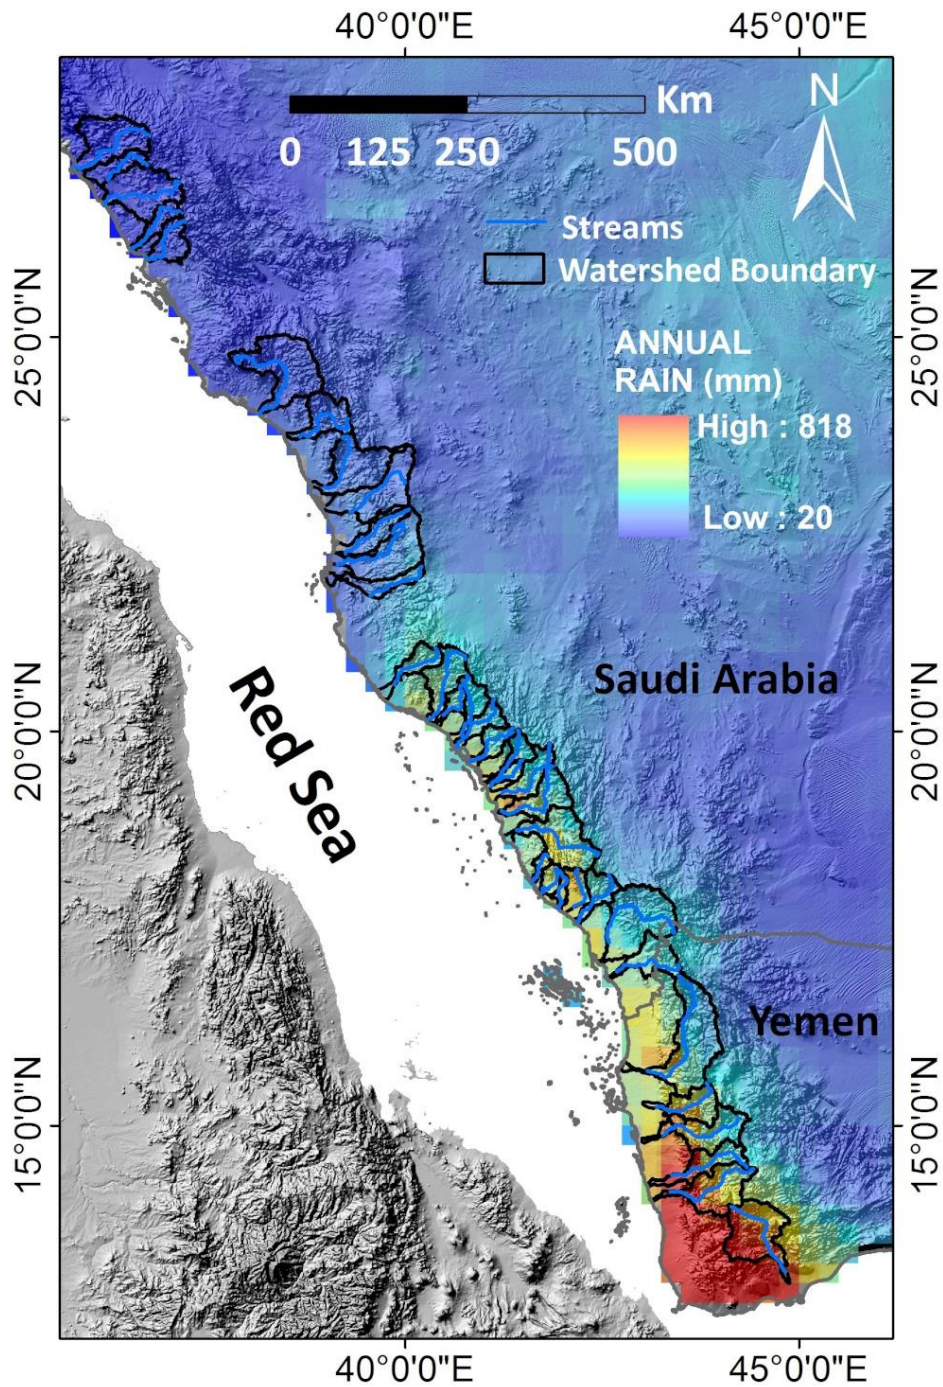 40°0'0"E 45°0'0"E
Km
N
0 125 250 500
Streams
Watershed Boundary
25°0'0"N
25°0'0"N
ANNUAL
RAIN (mm)
High : 818
Low : 20
Saudi Arabia
Red Sea
20°0'0"N
20°0'0"N
Yemen
15°0'0"N
15°0'0"N
40°0'0"E 45°0'0"E